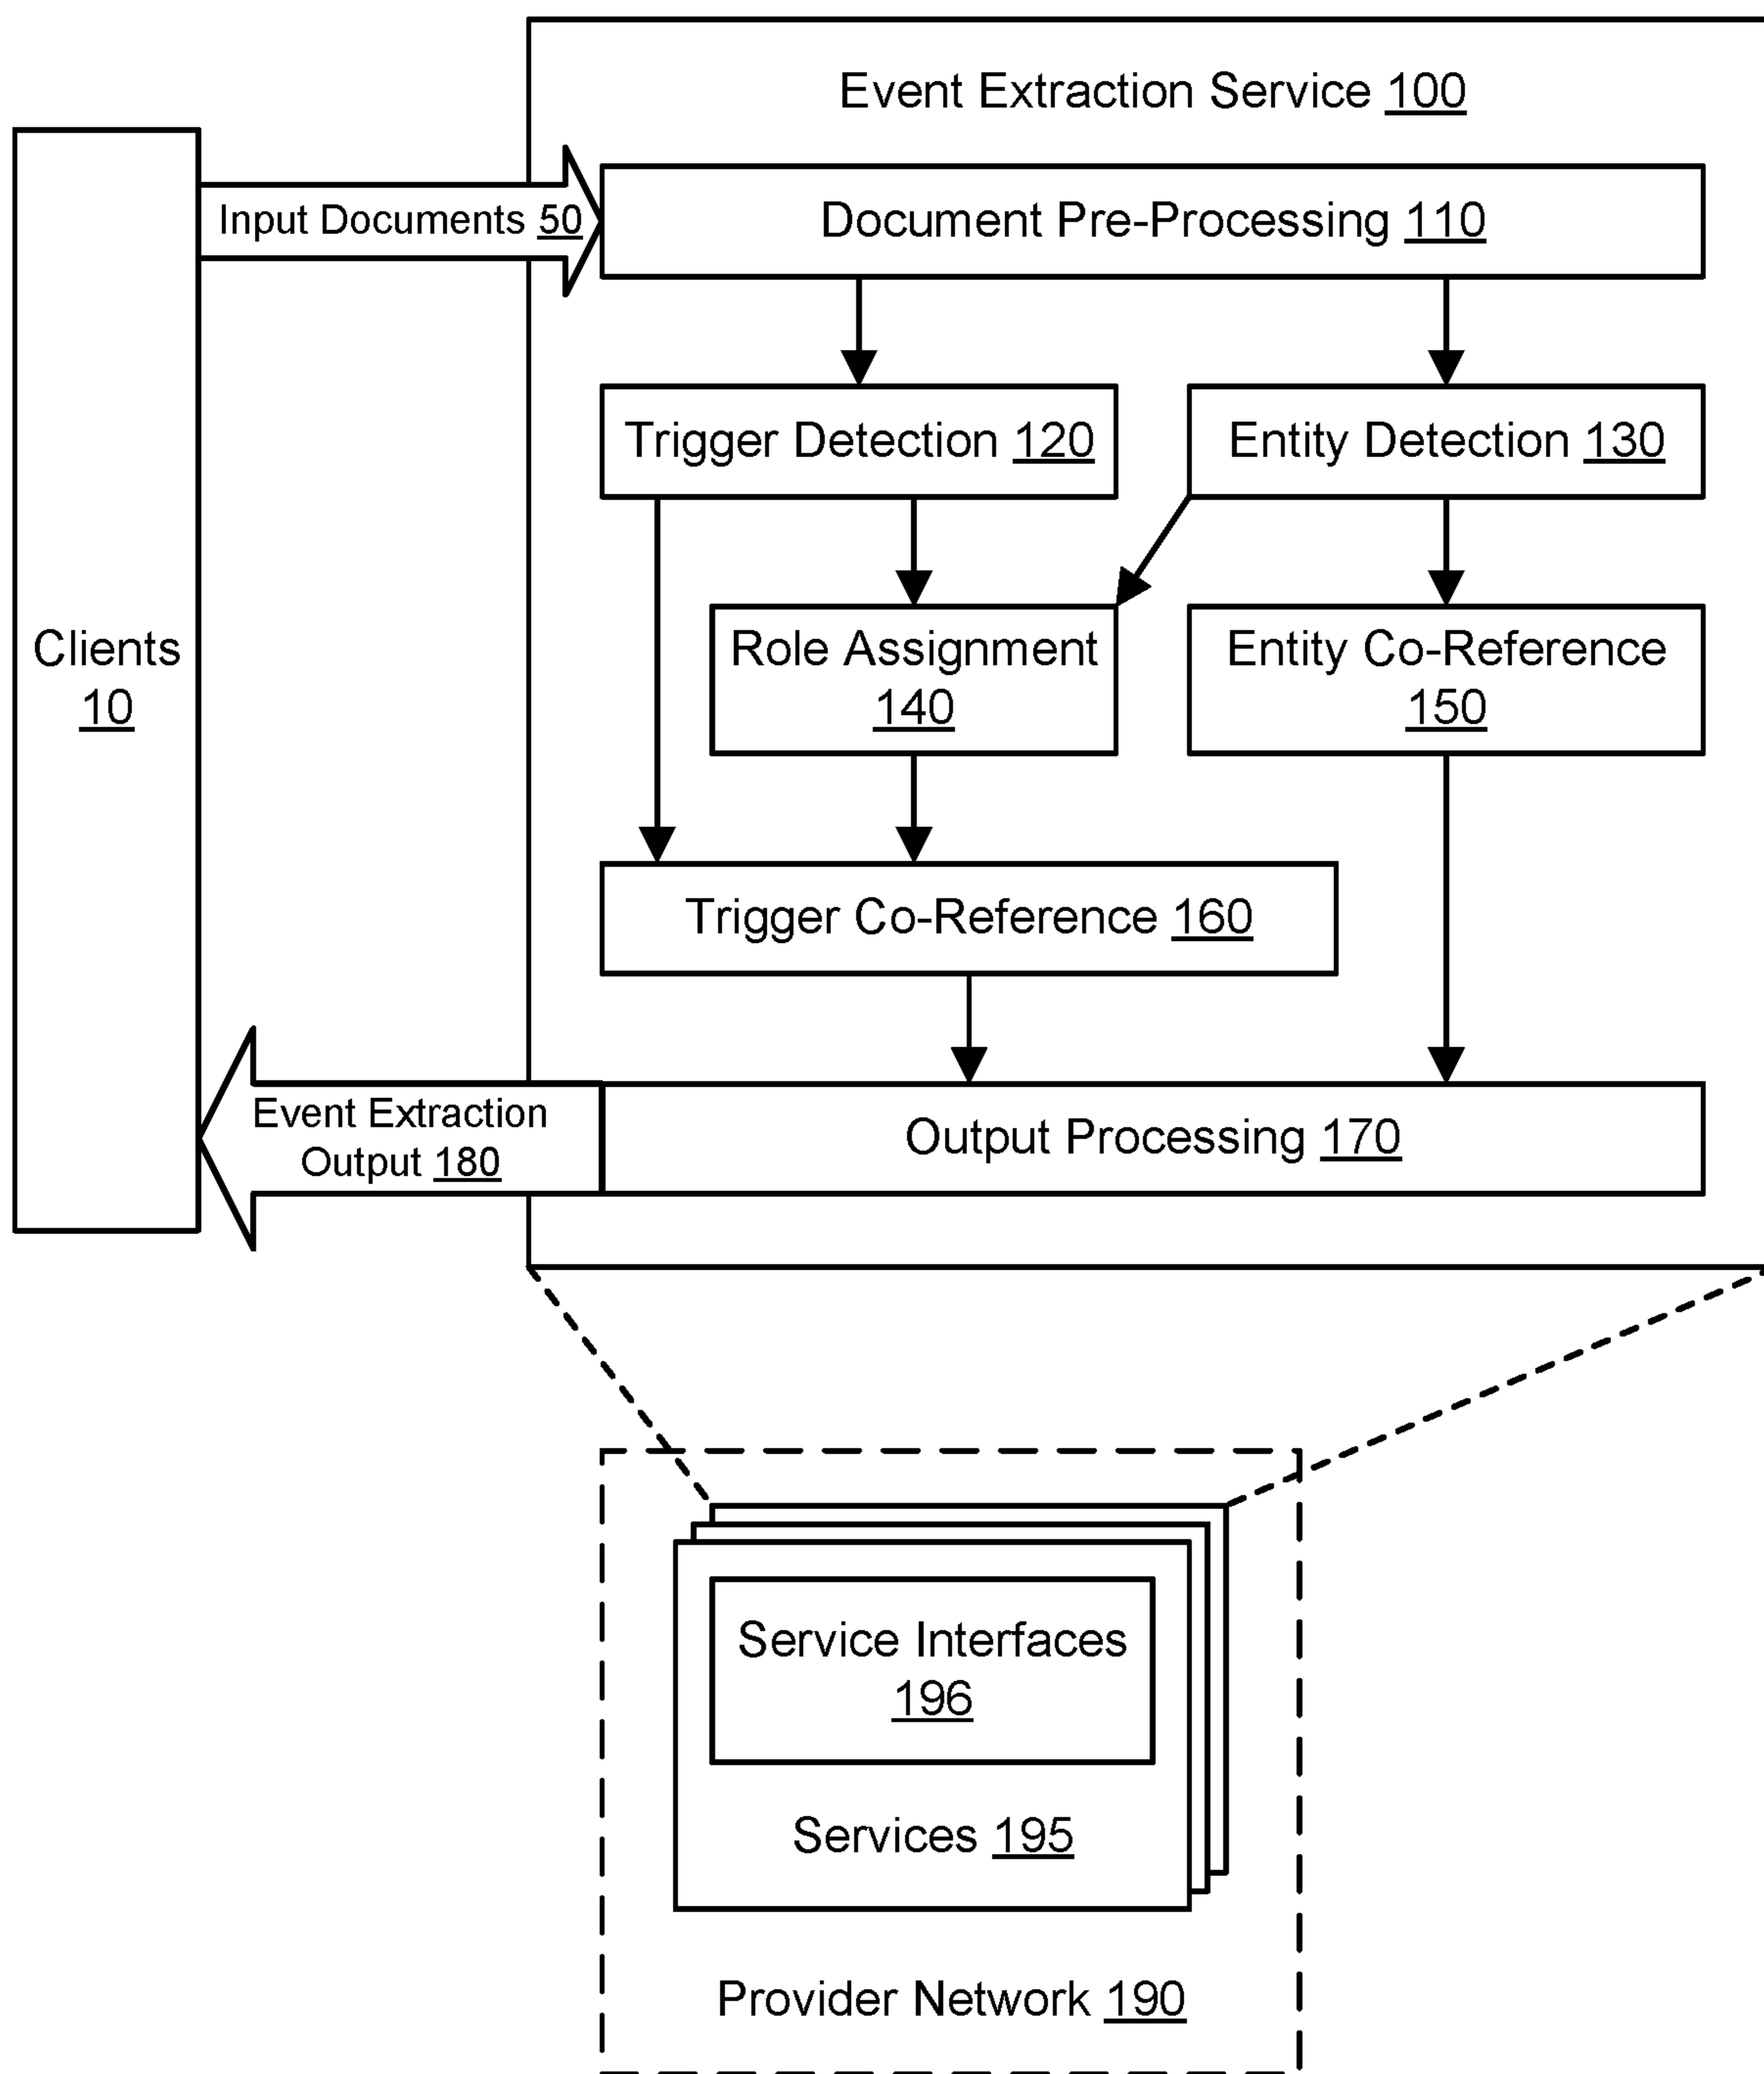 Event Extraction Service 100
Input Documents 50
Document Pre-Processing 110
Trigger Detection 120
Entity Detection 130
Clients
10
Role Assignment
140
Entity Co-Reference
150
Trigger Co-Reference 160
Event Extraction
Output 180
Output Processing 170
Service Interfaces
196
Services 195
Provider Network 190